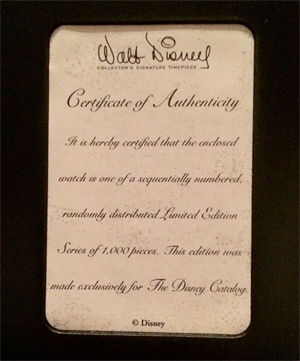 Walt Disney
COLLECTOR'S SIGNATURE TIMEPIECE
Certificate of Authenticity
It is hereby certified that the enclosed
watch is one of a sequentially numbered,
randomly distributed Limited Edition
Series of 1,000 pieces. This edition was
made exclusively for The Disney Catalog.
© Disney